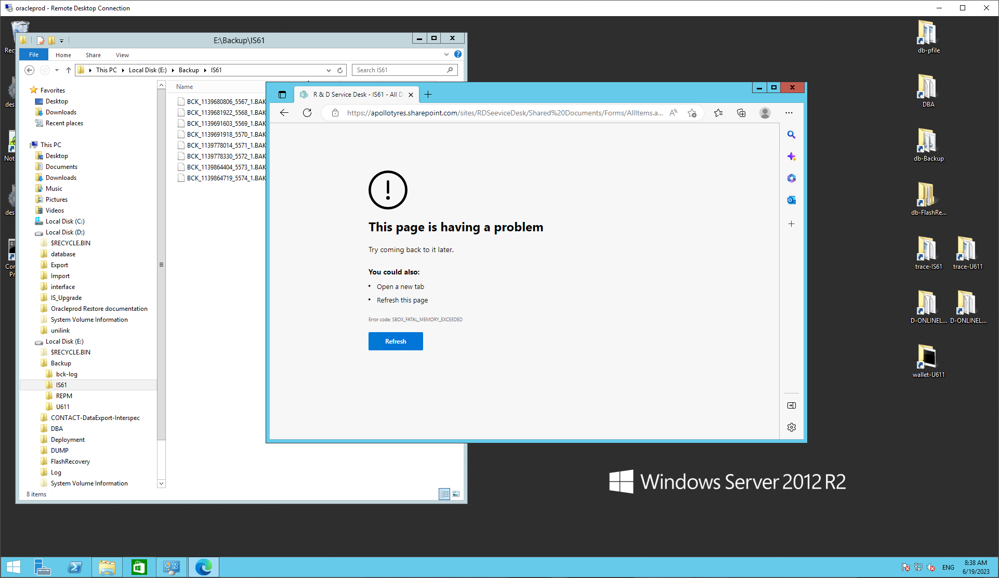 oracleprod - Remote Desktop Connection
E:\Backup\IS61
File Home Share View
This PC Local Disk (E:) Backup IS61
Search IS61
Favorites
Desktop
Downloads
Recent places
This PC
Desktop
Documents
Downloads
Music
Pictures
Videos
Local Disk (C:)
Local Disk (D:)
$RECYCLE.BIN
database
Export
Import
interface
IS_Upgrade
Oracleprod Restore documentation
System Volume Information
unilink
Local Disk (E:)
$RECYCLE.BIN
Backup
bck-log
IS61
REPM
U611
CONTACT-DataExport-Interspec
DBA
Deployment
DUMP
FlashRecovery
Log
System Volume Information
8 items
Name
BCK_1139680806_5567_1.BAK
BCK_1139681922_5568_1.BAK
BCK_1139691603_5569_1.BAK
BCK_1139691918_5570_1.BAK
BCK_1139778014_5571_1.BAK
BCK_1139778330_5572_1.BAK
BCK_1139864404_5573_1.BAK
BCK_1139864719_5574_1.BAK
R & D Service Desk - IS61 - All D
https://apollotyres.sharepoint.com/sites/RDSeeviceDesk/Shared%20Documents/Forms/AllItems.a...
This page is having a problem
Try coming back to it later.
You could also:
• Open a new tab
• Refresh this page
Error code: SBOX_FATAL_MEMORY_EXCEEDED
Refresh
Rec
des
Not
des
Cor
Pr
db-pfile
DBA
db-Backup
db-FlashRe...
trace-IS61 trace-U611
D-ONLINEL... D-ONLINEL...
wallet-U611
Windows Server 2012 R2
ENG
8:38 AM
6/19/2023